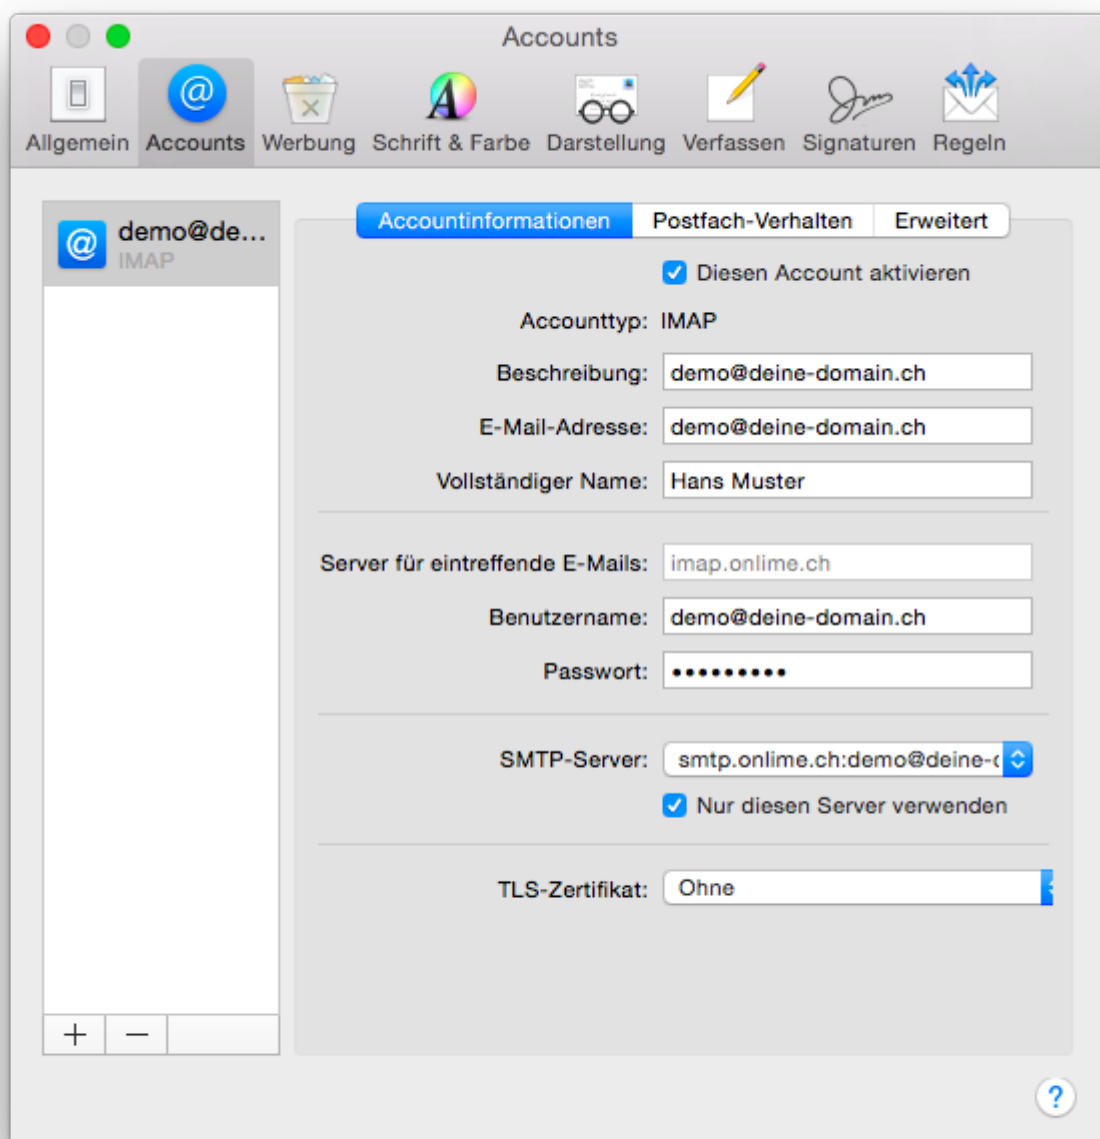 Accounts
Allgemein Accounts Werbung Schrift & Farbe Darstellung Verfassen Signaturen Regeln
demo@de...
IMAP
Accountinformationen Postfach-Verhalten Erweitert
Diesen Account aktivieren
Accounttyp: IMAP
Beschreibung: demo@deine-domain.ch
E-Mail-Adresse: demo@deine-domain.ch
Vollständiger Name: Hans Muster
Server für eintreffende E-Mails: imap.onlime.ch
Benutzername: demo@deine-domain.ch
Passwort: •••••••••
SMTP-Server: smtp.onlime.ch:demo@deine-
Nur diesen Server verwenden
TLS-Zertifikat: Ohne